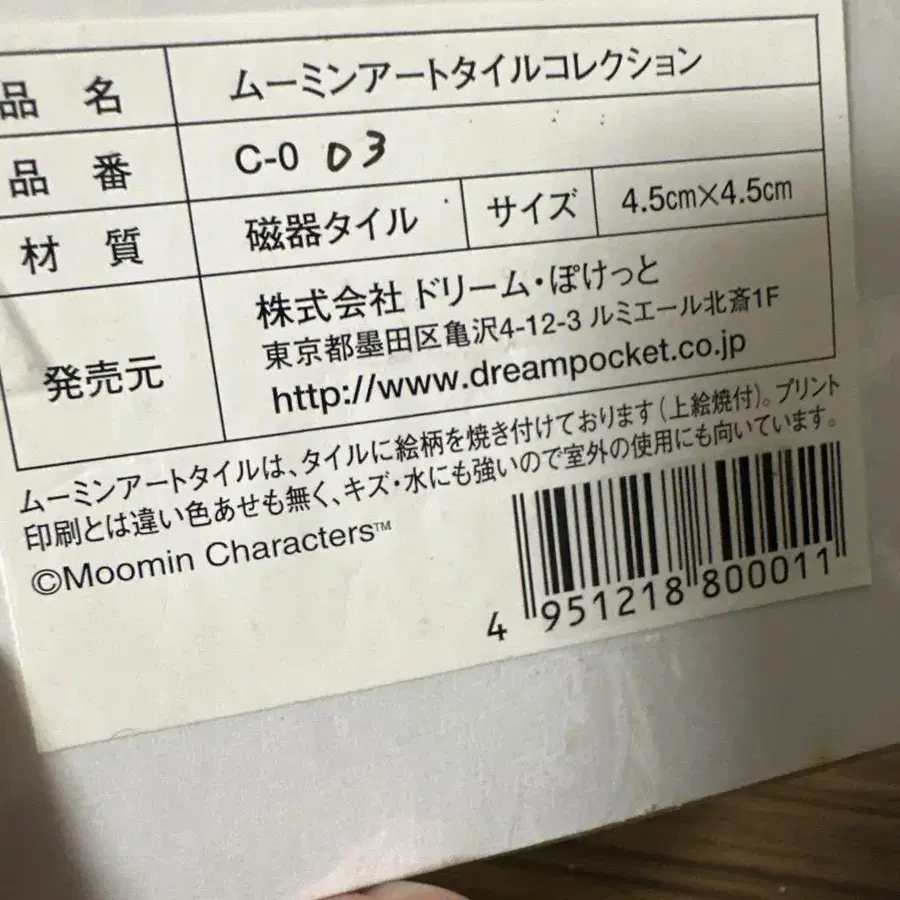 品名 ムーミンアートタイルコレクション
品番 C-0 03
材質 磁器タイル サイズ 4.5cm×4.5cm
発売元 株式会社 ドリーム・ぽけっと
東京都墨田区亀沢4-12-3 ルミエール北斎1F
http://www.dreampocket.co.jp
ムーミンアートタイルは、タイルに絵柄を焼き付けております(上絵焼付)。プリント
印刷とは違い色あせも無く、キズ・水にも強いので室外の使用にも向いています。
©Moomin Characters™
4 951218 800011